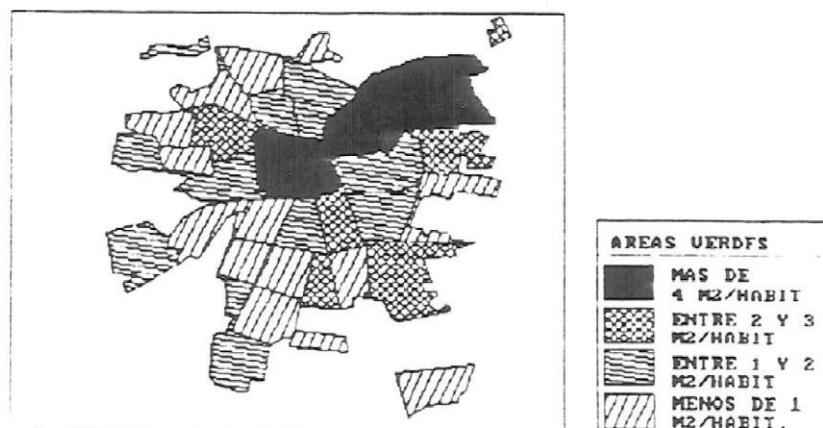 AREAS VERDES
MAS DE
4 M2/HABIT
ENTRE 2 Y 3
M2/HABIT
ENTRE 1 Y 2
M2/HABIT
MENOS DE 1
M2/HABIT.